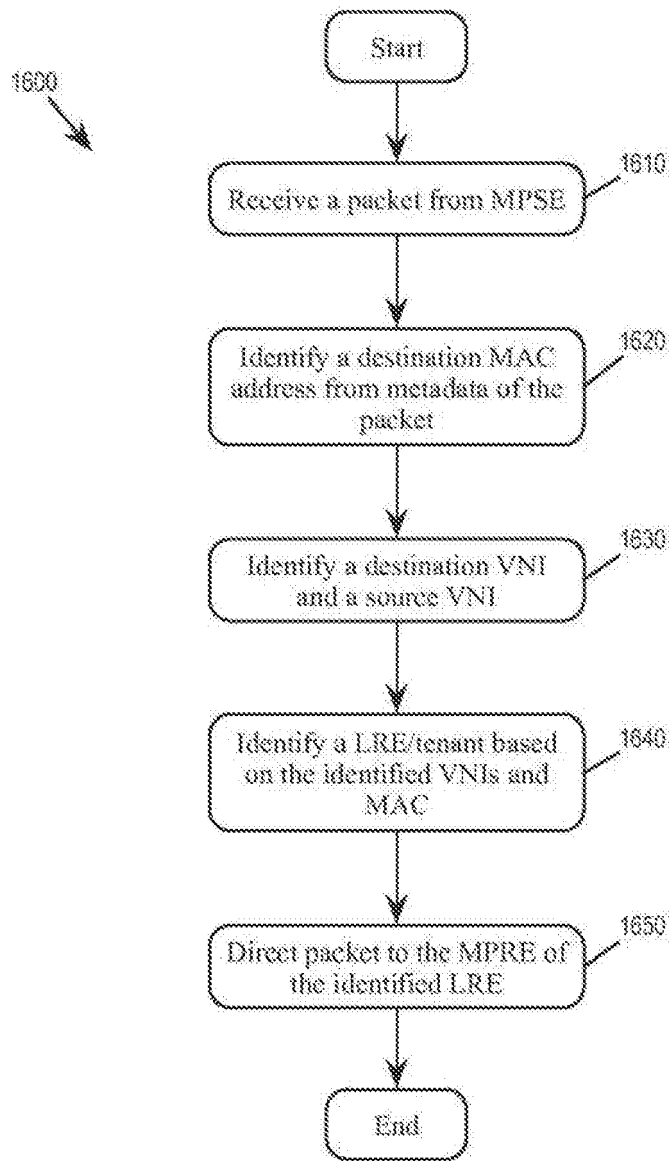 Start
1600
1610
Receive a packet from MPSE
1620
Identify a destination MAC
address from metadata of the
packet
1630
Identify a destination VNI
and a source VNI
1640
Identify a LRE/tenant based
on the identified VNIs and
MAC
1650
Direct packet to the MPRE of
the identified LRE
End